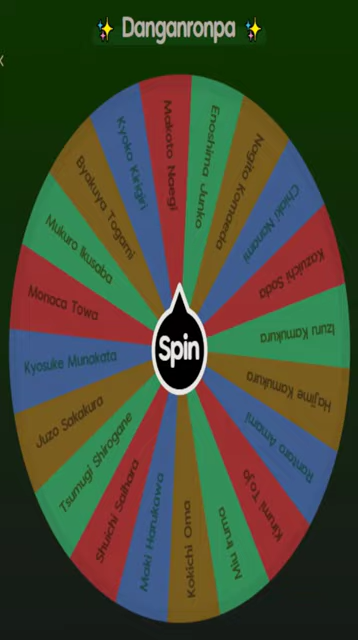 ✨ Danganronpa ✨
x
Makoto Naegi
Enoshima Junko
Nagito Komaeda
Chiaki Nanami
Kazuichi Soda
Izuru Kamukura
Hajime Kamukura
Rantaro Amami
Kirumi Tojo
Miu Iruma
Kokichi Oma
Maki Harukawa
Shuichi Saihara
Tsumugi Shirogane
Juzo Sakakura
Kyosuke Munakata
Monoca Towa
Mukuro Ikusaba
Byakuya Togami
Kyoko Kirigiri
Spin